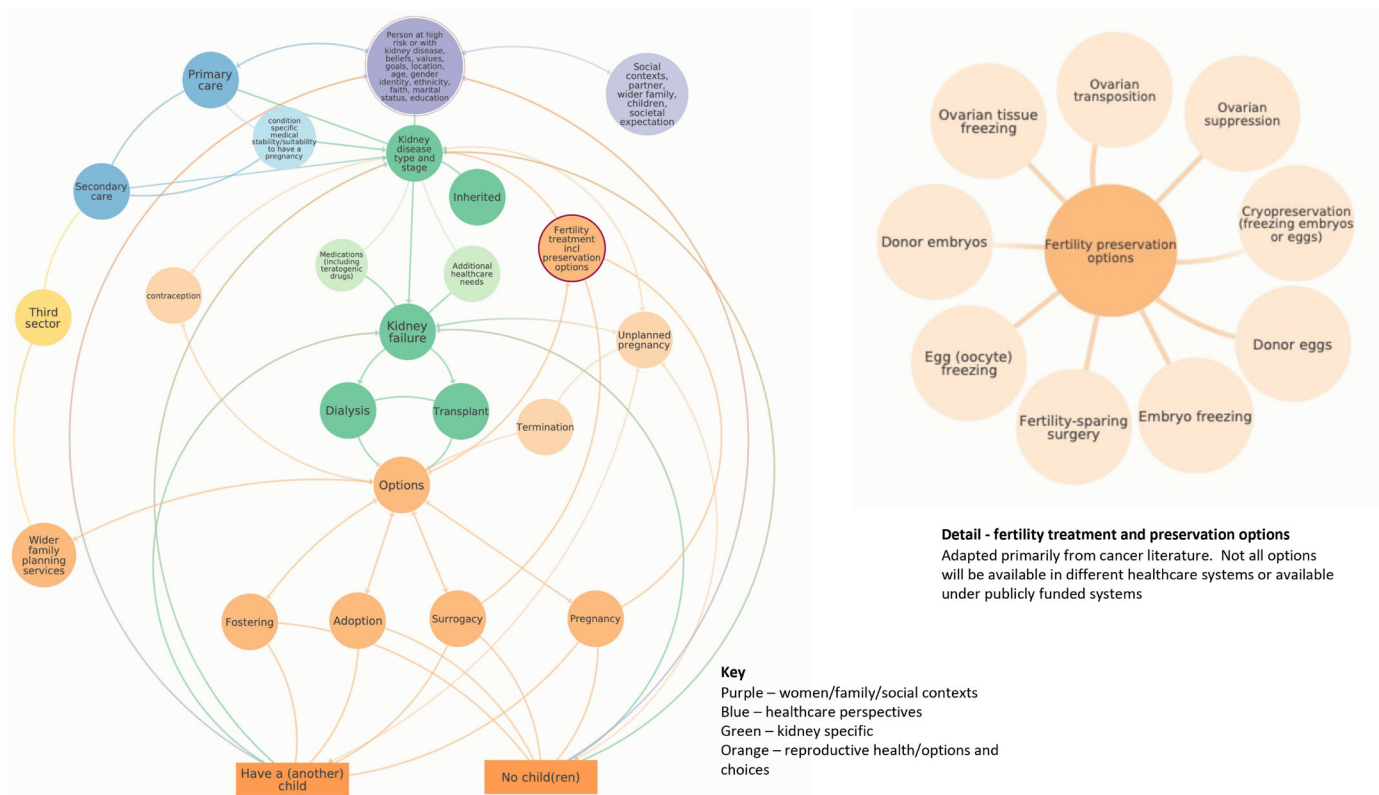 Person at high
risk or with
kidney disease,
beliefs, values,
goals, location,
age, gender
identity, ethnicity,
faith, marital
status, education
Social
contexts,
partner,
wider family,
children,
societal
expectation
Primary
care
condition
specific
medical
stability/suitability
to have a
pregnancy
Kidney
disease
type and
stage
Secondary
care
Inherited
Fertility
treatment
incl
preservation
options
Medications
(including
teratogenic
drugs)
Additional
healthcare
needs
contraception
Third
sector
Kidney
failure
Unplanned
pregnancy
Dialysis
Transplant
Termination
Options
Wider
family
planning
services
Fostering
Adoption
Surrogacy
Pregnancy
Have a (another)
child
No child(ren)
Key
Purple – women/family/social contexts
Blue – healthcare perspectives
Green – kidney specific
Orange – reproductive health/options and
choices
Ovarian
transposition
Ovarian tissue
freezing
Ovarian
suppression
Donor embryos
Fertility preservation
options
Cryopreservation
(freezing embryos
or eggs)
Egg (oocyte)
freezing
Donor eggs
Fertility-sparing
surgery
Embryo freezing
Detail - fertility treatment and preservation options
Adapted primarily from cancer literature.  Not all options
will be available in different healthcare systems or available
under publicly funded systems